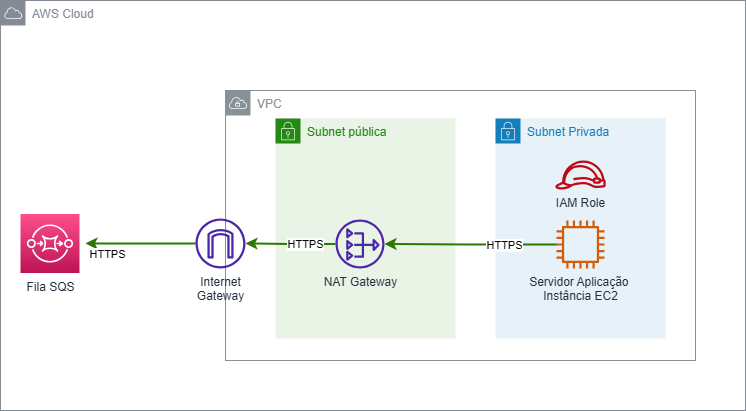 AWS Cloud
VPC
Subnet pública
Subnet Privada
IAM Role
HTTPS
HTTPS
HTTPS
Fila SQS
Internet
Gateway
NAT Gateway
Servidor Aplicação
Instância EC2